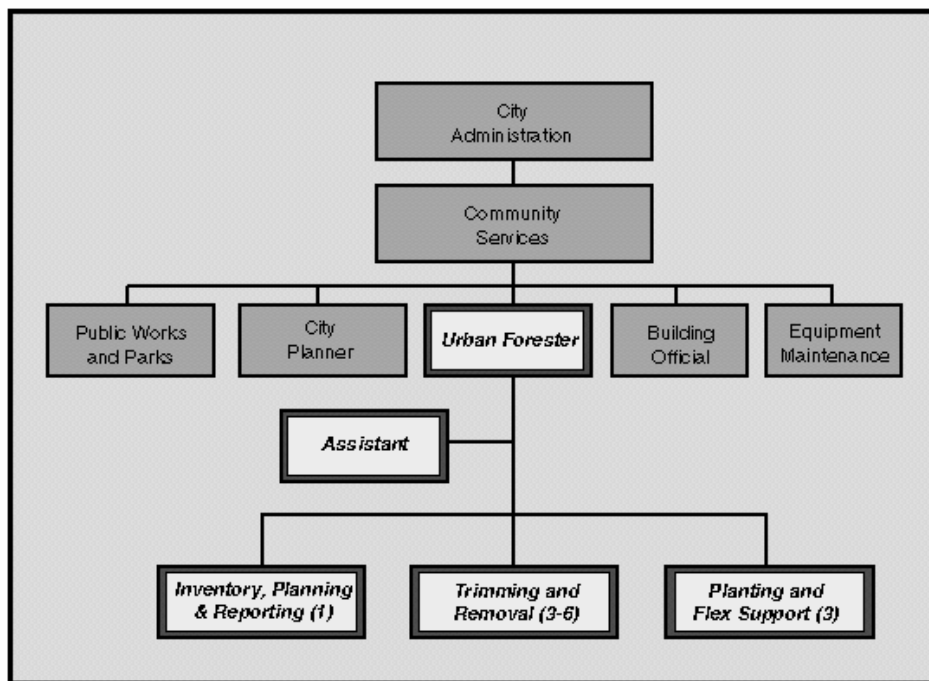 City
Administration
Community
Services
Public Works
and Parks
City
Planner
Urban Forester
Building
Official
Equipment
Maintenance
Assistant
Inventory, Planning
& Reporting (1)
Trimming and
Removal (3-6)
Planting and
Flex Support (3)